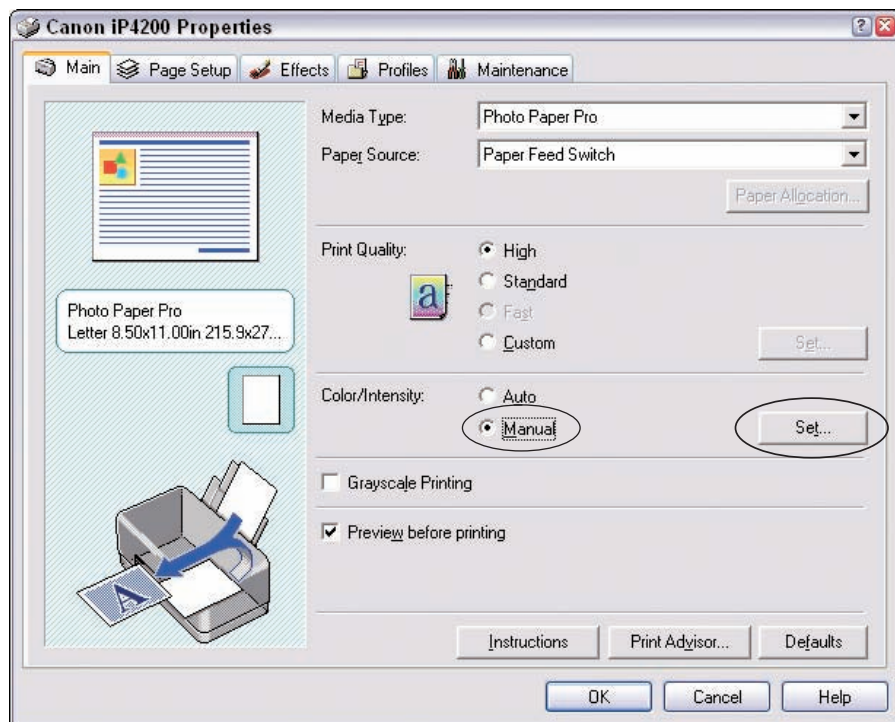 Canon iP4200 Properties
Main Page Setup Effects Profiles Maintenance
Media Type: Photo Paper Pro
Paper Source: Paper Feed Switch
Paper Allocation...
Print Quality: High
Standard
Fast
Custom Set...
a
Photo Paper Pro
Letter 8.50x11.00in 215.9x27...
Color/Intensity: Auto
Manual Set...
Grayscale Printing
Preview before printing
A
Instructions Print Advisor... Defaults
OK Cancel Help